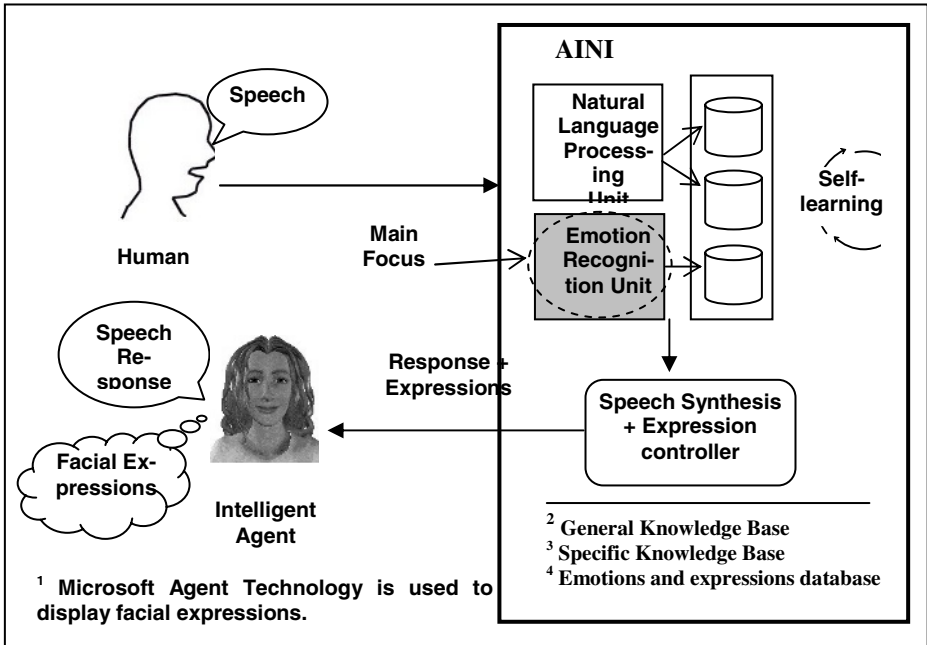 AINI
Speech
Natural
Language
Process-
ing
Unit
Self-
learning
Human
Main
Focus
Emotion
Recogni-
tion Unit
Speech
Re-
sponse
Response +
Expressions
Speech Synthesis
+ Expression
controller
Facial Ex-
pressions
Intelligent
Agent
2 General Knowledge Base
3 Specific Knowledge Base
4 Emotions and expressions database
1 Microsoft Agent Technology is used to
display facial expressions.